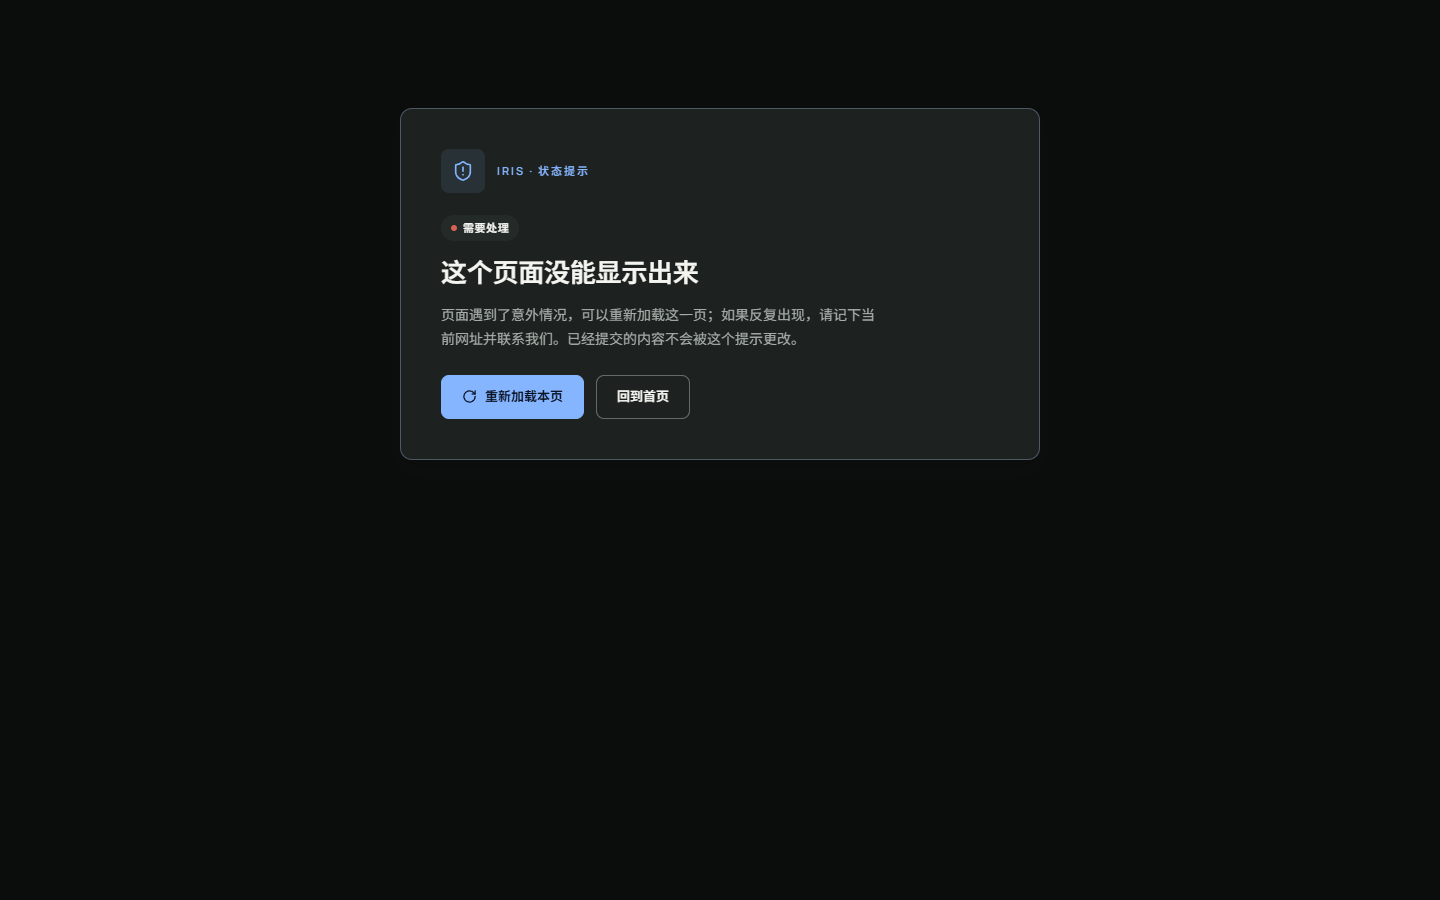 IRIS · 状态提示
需要处理
这个页面没能显示出来
页面遇到了意外情况，可以重新加载这一页；如果反复出现，请记下当
前网址并联系我们。已经提交的内容不会被这个提示更改。
重新加载本页
回到首页